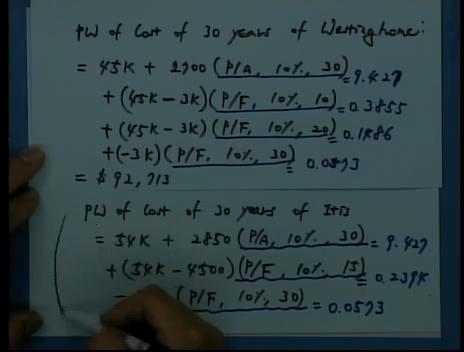 PW of Cost of 30 years of Westinghouse:
= 45K + 2700 (P/A, 10%, 30) = 9.427
+ (45K - 3K) (P/F, 10%, 10) = 0.3855
+ (45K - 3K) (P/F, 10%, 20) = 0.1486
+ (-3K) (P/F, 10%, 30) = 0.0573
= $ 92,713
PW of Cost of 30 years of Itis
= 54K + 2850 (P/A, 10%, 30) = 9.427
+ (54K - 4500) (P/F, 10%, 15) = 0.2394
- (P/F, 10%, 30) = 0.0573